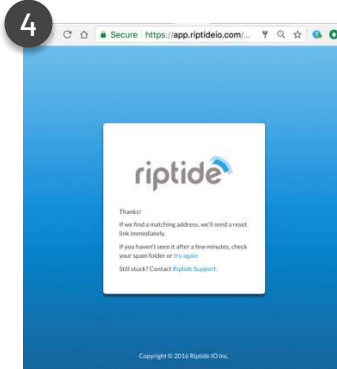 4
Secure https://app.riptideio.com/...
riptide
Thanks!
If we find a matching address, we'll send a reset
link immediately.
If you haven't seen it after a few minutes, check
your spam folder or try again
Still stuck? Contact Riptide Support.
Copyright © 2016 Riptide IO Inc.